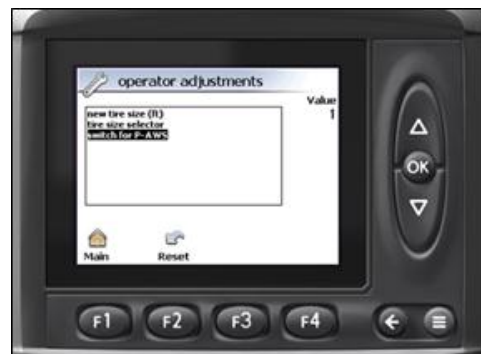 operator adjustments
Value
new tire size (ft)
1
tire size selector
switch for P-AWS
Main
Reset
OK
F1
F2
F3
F4